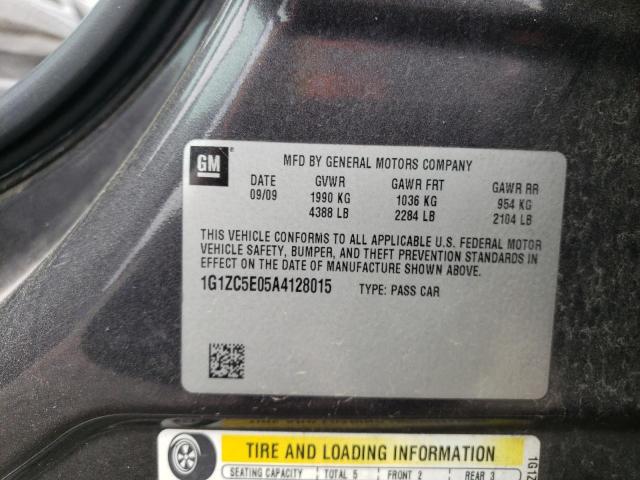 GM
MFD BY GENERAL MOTORS COMPANY
DATE GVWR GAWR FRT GAWR RR
09/09 1990 KG 1036 KG 954 KG
4388 LB 2284 LB 2104 LB
THIS VEHICLE CONFORMS TO ALL APPLICABLE U.S. FEDERAL MOTOR
VEHICLE SAFETY, BUMPER, AND THEFT PREVENTION STANDARDS IN
EFFECT ON THE DATE OF MANUFACTURE SHOWN ABOVE.
1G1ZC5E05A4128015 TYPE: PASS CAR
TIRE AND LOADING INFORMATION
SEATING CAPACITY TOTAL 5 FRONT 2 REAR 3
1G1Z